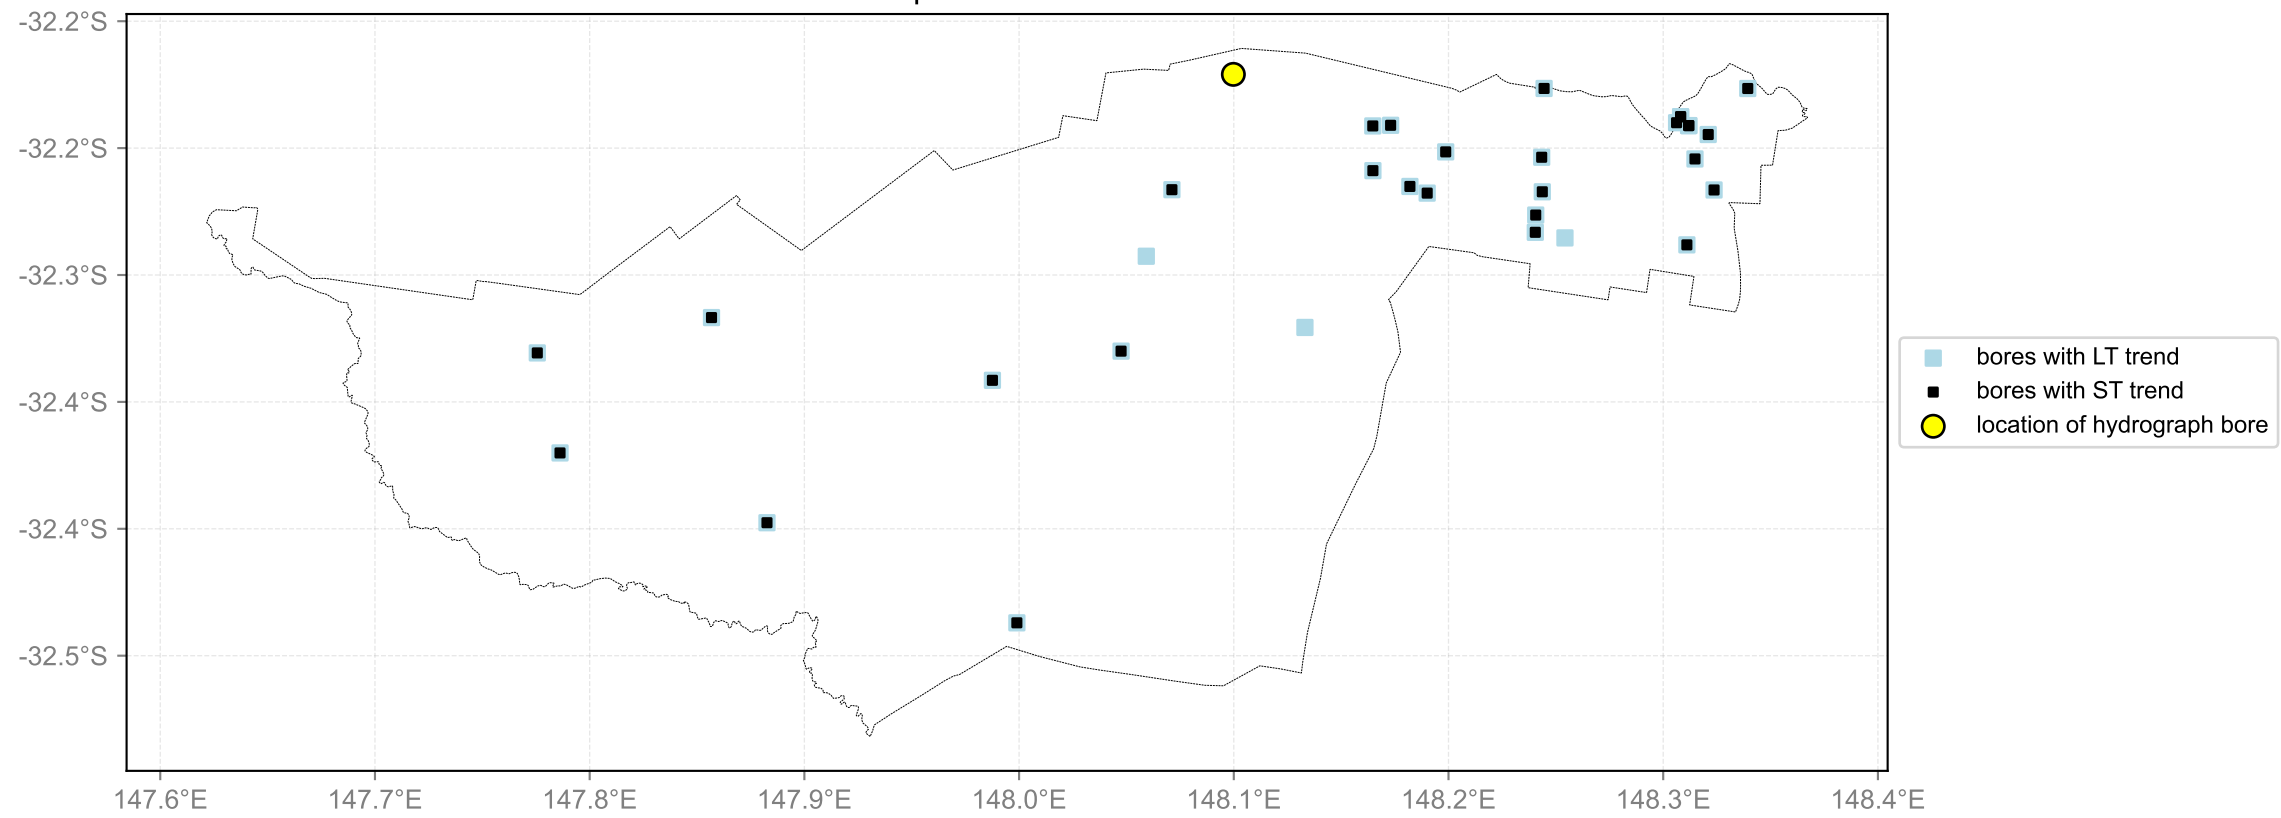 -32.2°S
-32.2°S
-32.3°S
-32.4°S
-32.4°S
-32.5°S
147.6°E 147.7°E 147.8°E 147.9°E 148.0°E 148.1°E 148.2°E 148.3°E 148.4°E
bores with LT trend
bores with ST trend
location of hydrograph bore